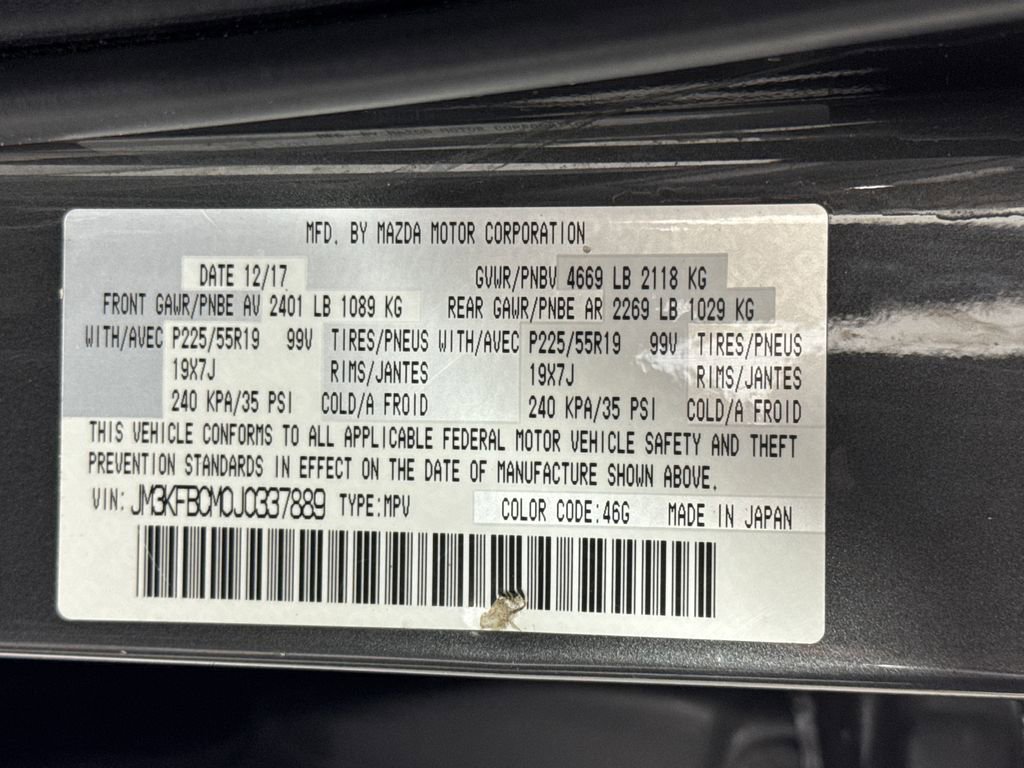 MFD. BY MAZDA MOTOR CORPORATION
DATE 12/17 GVWR/PNBV 4669 LB 2118 KG
FRONT GAWR/PNBE AV 2401 LB 1089 KG REAR GAWR/PNBE AR 2269 LB 1029 KG
WITH/AVEC P225/55R19 99V TIRES/PNEUS WITH/AVEC P225/55R19 99V TIRES/PNEUS
19X7J RIMS/JANTES 19X7J RIMS/JANTES
240 KPA/35 PSI COLD/A FROID 240 KPA/35 PSI COLD/A FROID
THIS VEHICLE CONFORMS TO ALL APPLICABLE FEDERAL MOTOR VEHICLE SAFETY AND THEFT
PREVENTION STANDARDS IN EFFECT ON THE DATE OF MANUFACTURE SHOWN ABOVE.
VIN: JM3KFBCM0J0337889 TYPE:MPV COLOR CODE:46G MADE IN JAPAN